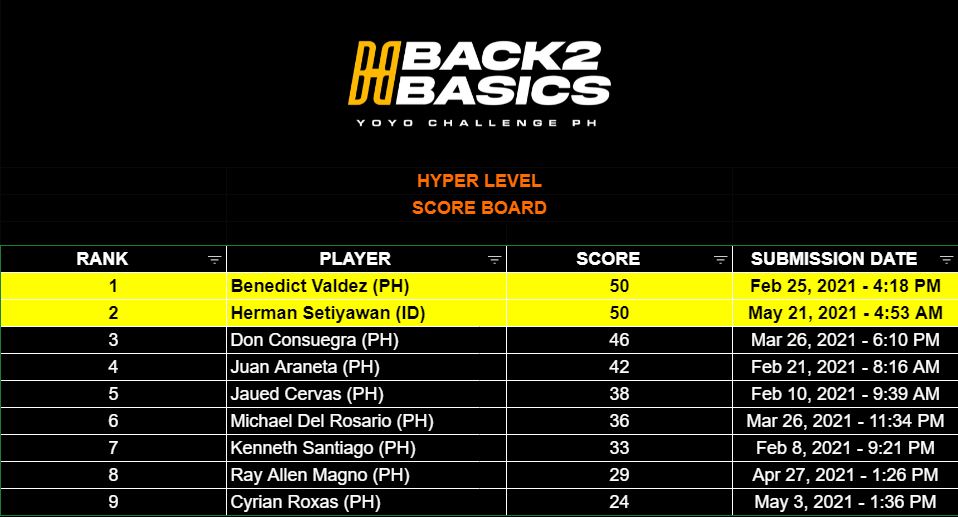 BACK2
BASICS
YOYO CHALLENGE PH
HYPER LEVEL
SCORE BOARD
RANK PLAYER SCORE SUBMISSION DATE
1 Benedict Valdez (PH) 50 Feb 25, 2021 - 4:18 PM
2 Herman Setiyawan (ID) 50 May 21, 2021 - 4:53 AM
3 Don Consuegra (PH) 46 Mar 26, 2021 - 6:10 PM
4 Juan Araneta (PH) 42 Feb 21, 2021 - 8:16 AM
5 Jaued Cervas (PH) 38 Feb 10, 2021 - 9:39 AM
6 Michael Del Rosario (PH) 36 Mar 26, 2021 - 11:34 PM
7 Kenneth Santiago (PH) 33 Feb 8, 2021 - 9:21 PM
8 Ray Allen Magno (PH) 29 Apr 27, 2021 - 1:26 PM
9 Cyrian Roxas (PH) 24 May 3, 2021 - 1:36 PM